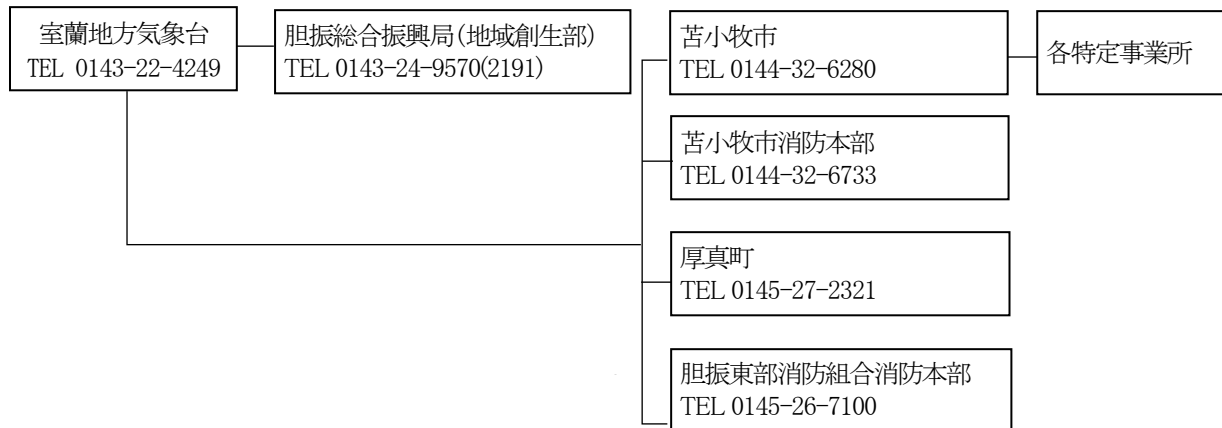 室蘭地方気象台
TEL 0143-22-4249
胆振総合振興局(地域創生部)
TEL 0143-24-9570(2191)
苫小牧市
TEL 0144-32-6280
各特定事業所
苫小牧市消防本部
TEL 0144-32-6733
厚真町
TEL 0145-27-2321
胆振東部消防組合消防本部
TEL 0145-26-7100